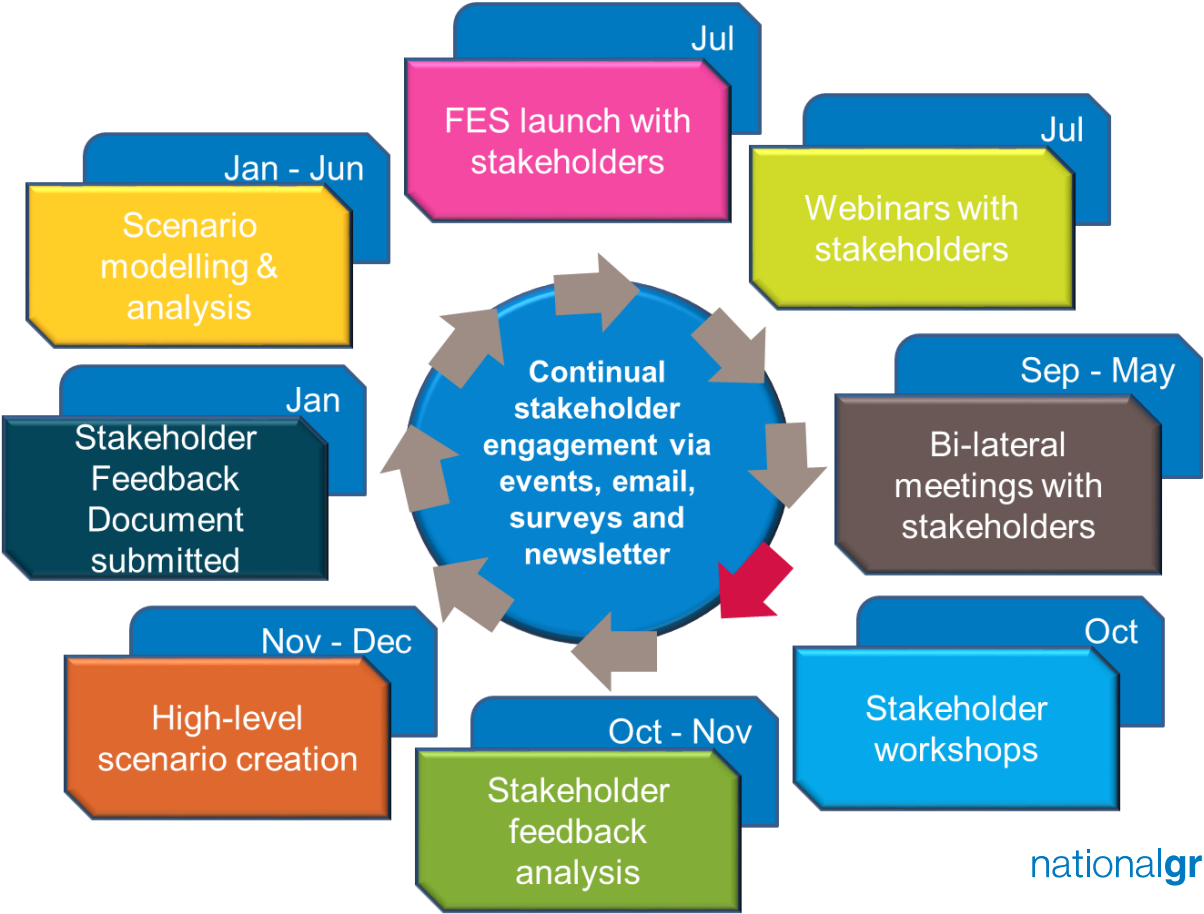 Jul
FES launch with
stakeholders
Jul
Webinars with
stakeholders
Sep - May
Bi-lateral
meetings with
stakeholders
Oct
Stakeholder
workshops
Oct - Nov
Stakeholder
feedback
analysis
Nov - Dec
High-level
scenario creation
Jan
Stakeholder
Feedback
Document
submitted
Jan - Jun
Scenario
modelling &
analysis
Continual
stakeholder
engagement via
events, email,
surveys and
newsletter
nationalgr